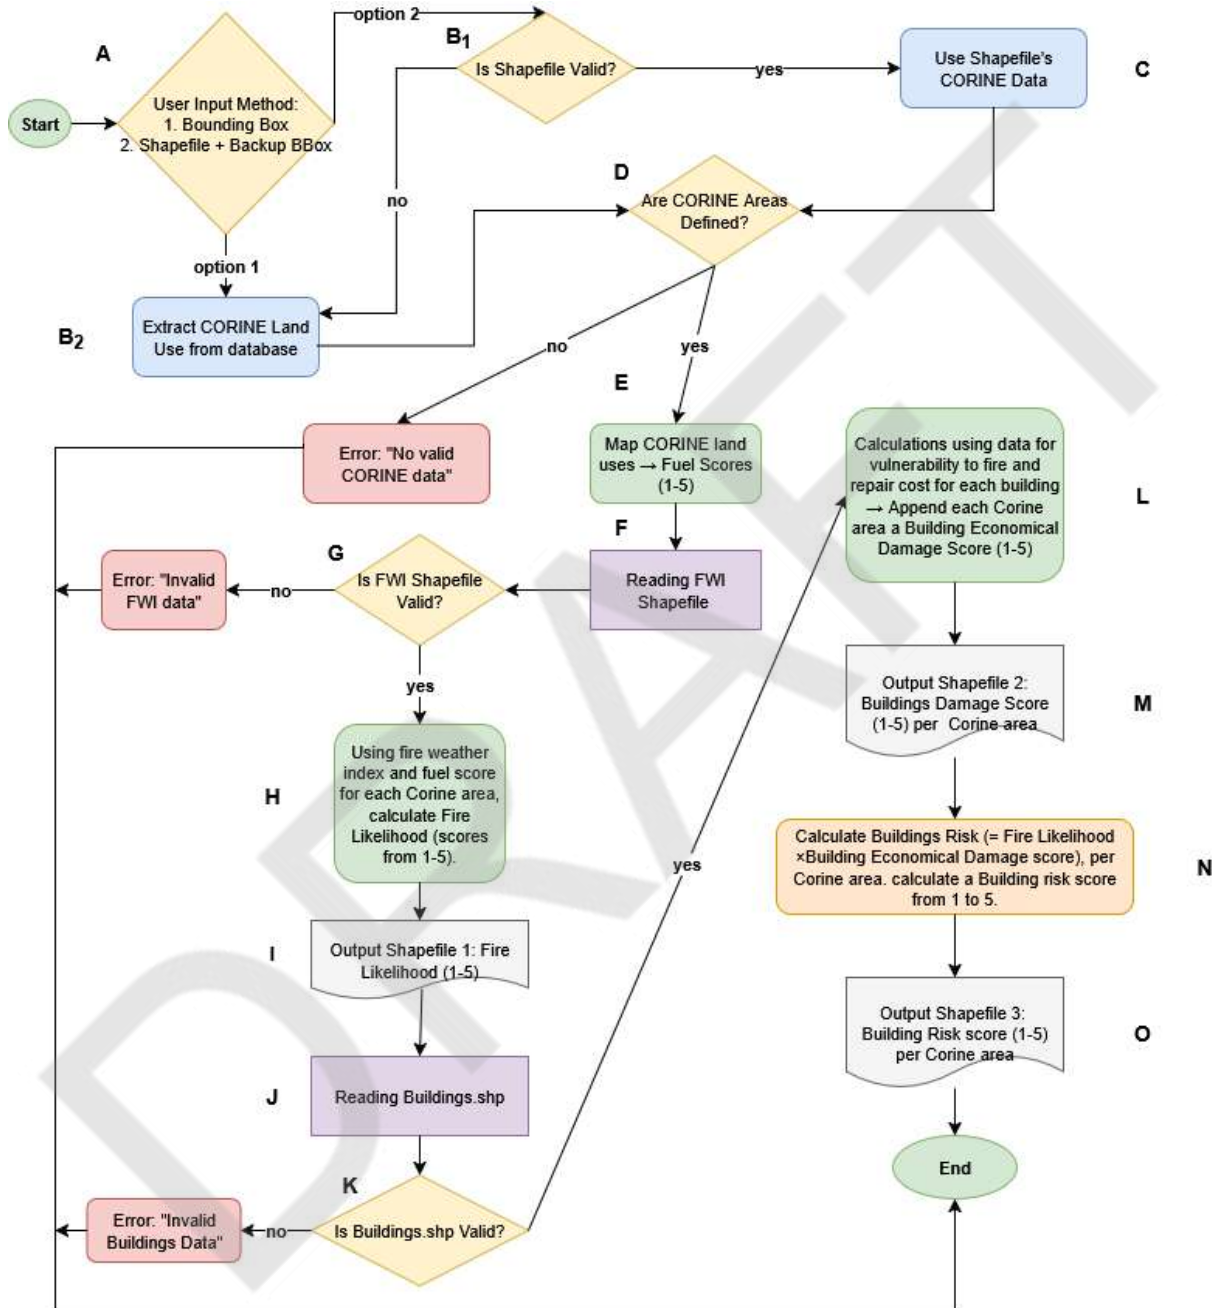 option 2
A
B1
Is Shapefile Valid?
yes
Use Shapefile's
CORINE Data
C
Start
User Input Method:
1. Bounding Box
2. Shapefile + Backup BBox
no
D
Are CORINE Areas
Defined?
option 1
B2
Extract CORINE Land
Use from database
no
yes
E
Error: "No valid
CORINE data"
Map CORINE land
uses → Fuel Scores
(1-5)
Calculations using data for
vulnerability to fire and
repair cost for each building
→ Append each Corine
area a Building Economical
Damage Score (1-5)
L
F
G
Error: "Invalid
FWI data"
no
Is FWI Shapefile
Valid?
Reading FWI
Shapefile
yes
Output Shapefile 2:
Buildings Damage Score
(1-5) per Corine area
M
H
Using fire weather
index and fuel score
for each Corine area,
calculate Fire
Likelihood (scores
from 1-5).
yes
Calculate Buildings Risk (= Fire Likelihood
×Building Economical Damage score), per
Corine area. calculate a Building risk score
from 1 to 5.
N
I
Output Shapefile 1: Fire
Likelihood (1-5)
Output Shapefile 3:
Building Risk score (1-5)
per Corine area
O
J
Reading Buildings.shp
End
K
Error: "Invalid
Buildings Data"
no
Is Buildings.shp Valid?
DRAFT